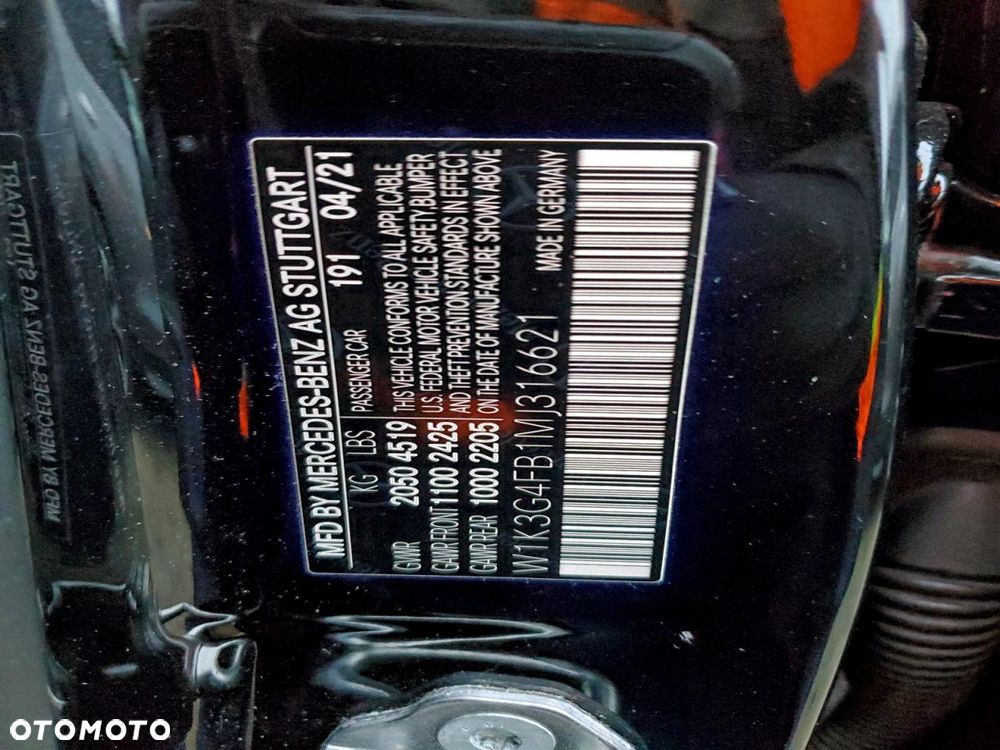 MFD BY MERCEDES-BENZ AG STUTTGART
191 04/21
KG LBS PASSENGER CAR
GVWR 2050 4519 THIS VEHICLE CONFORMS TO ALL APPLICABLE
GAWR FRONT 1100 2425 U.S. FEDERAL MOTOR VEHICLE SAFETY BUMPER
GAWR REAR 1000 2205 AND THEFT PREVENTION STANDARDS IN EFFECT
ON THE DATE OF MANUFACTURE SHOWN ABOVE
W1K3G4FB1MJ316621 MADE IN GERMANY
OTOMOTO